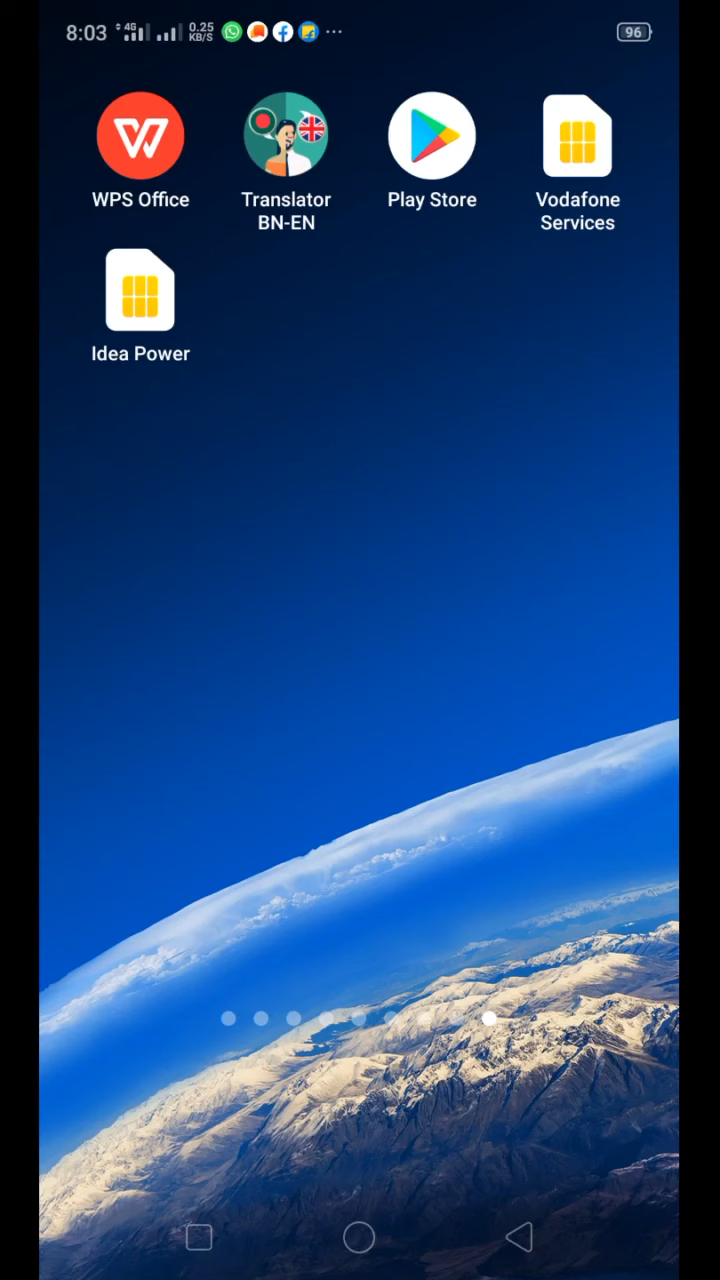 8:03 4G 0.25 KB/S 96
WPS Office
Translator BN-EN
Play Store
Vodafone Services
Idea Power